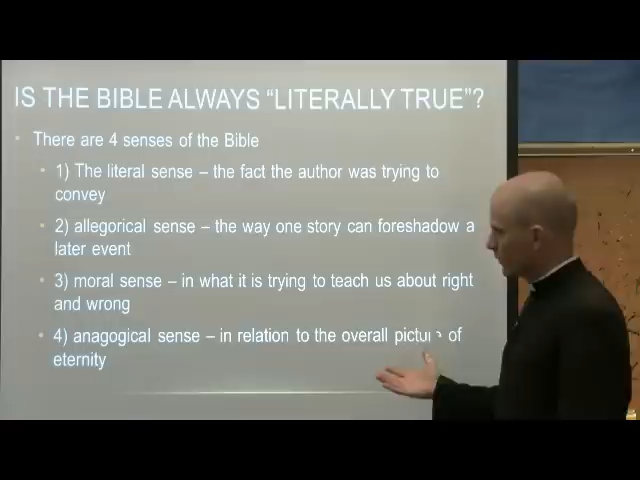 IS THE BIBLE ALWAYS “LITERALLY TRUE”?
• There are 4 senses of the Bible
• 1) The literal sense – the fact the author was trying to
convey
• 2) allegorical sense – the way one story can foreshadow a
later event
• 3) moral sense – in what it is trying to teach us about right
and wrong
• 4) anagogical sense – in relation to the overall picture of
eternity